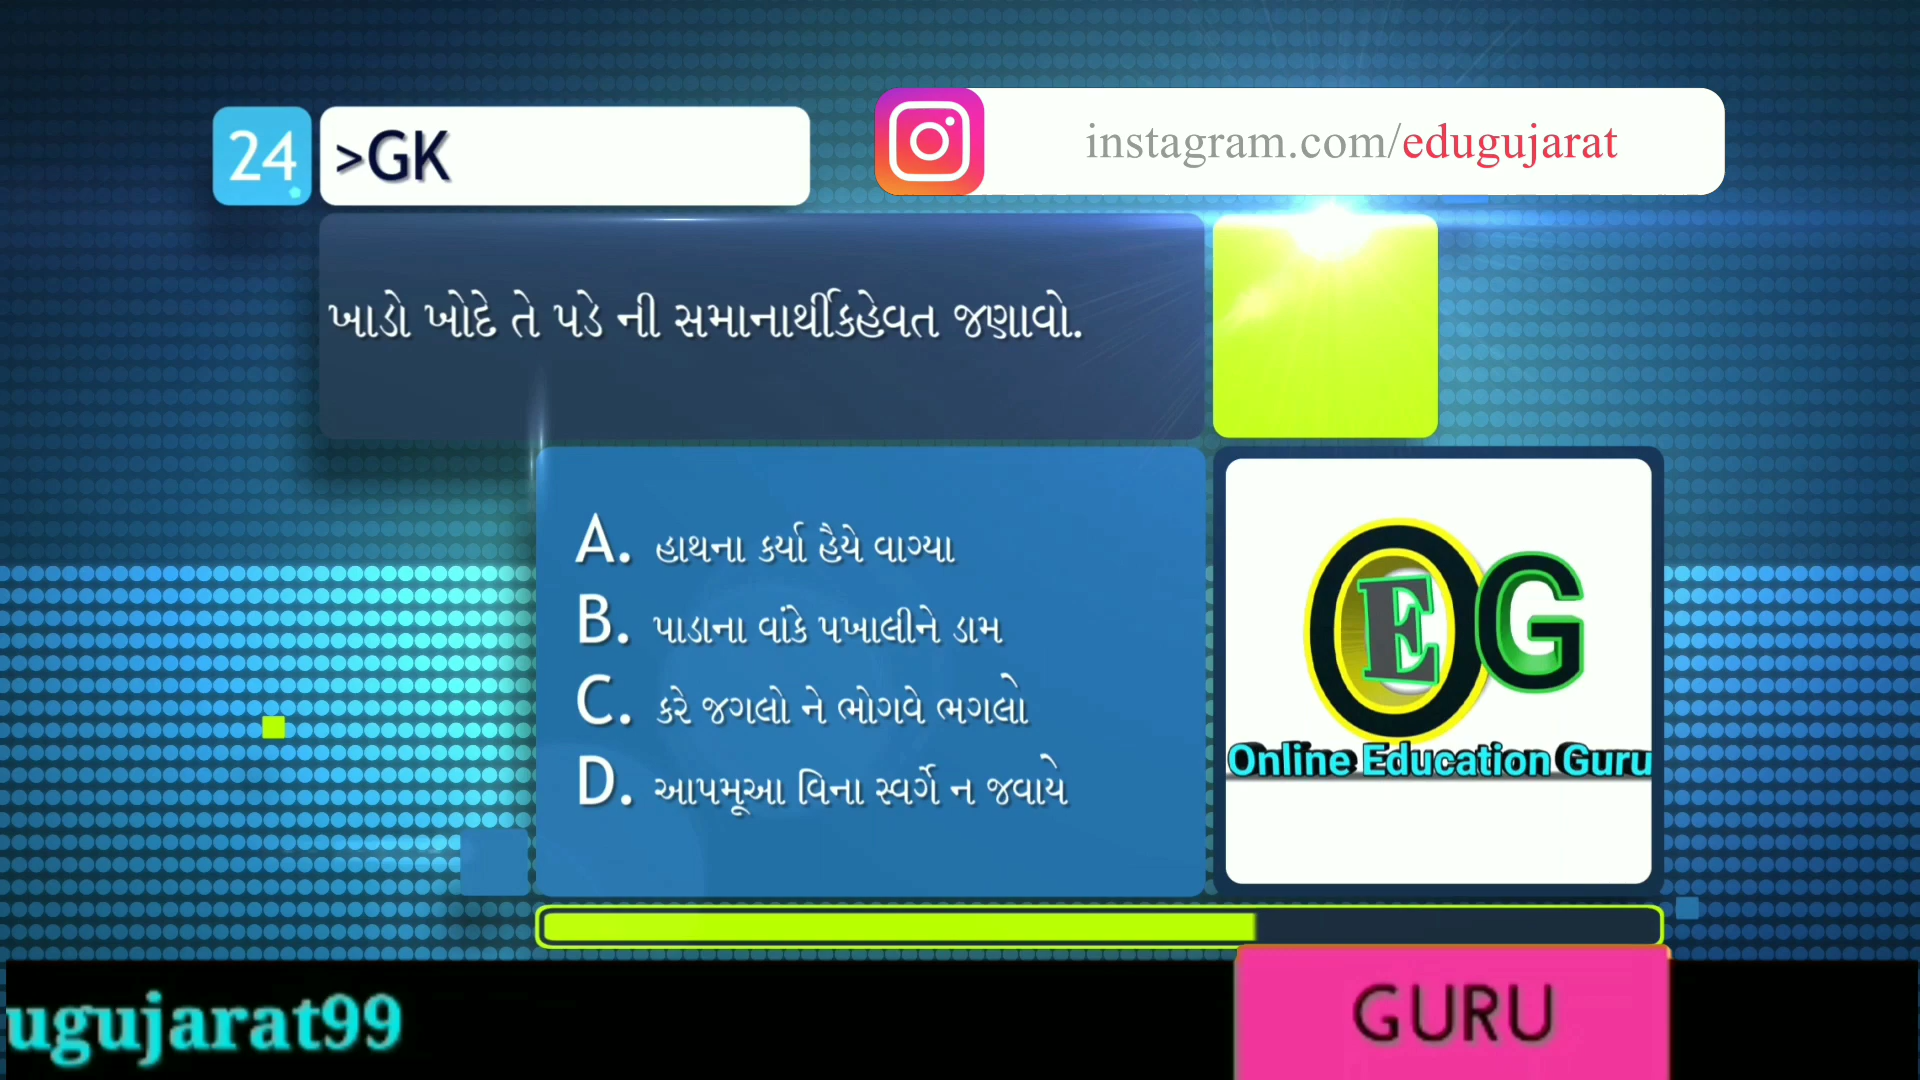 24
>GK
instagram.com/edugujarat
ખાડો ખોદે તે પડે ની સમાનાર્થીકહેવત જણાવો.
A. હાથના કર્યા હૈયે વાગ્યા
B. પાડાના વાંકે પખાલીને ડામ
C. કરે જગલો ને ભોગવે ભગલો
D. આપમૂઆ વિના સ્વર્ગે ન જવાયે
OEG
Online Education Guru
ugujarat99
GURU